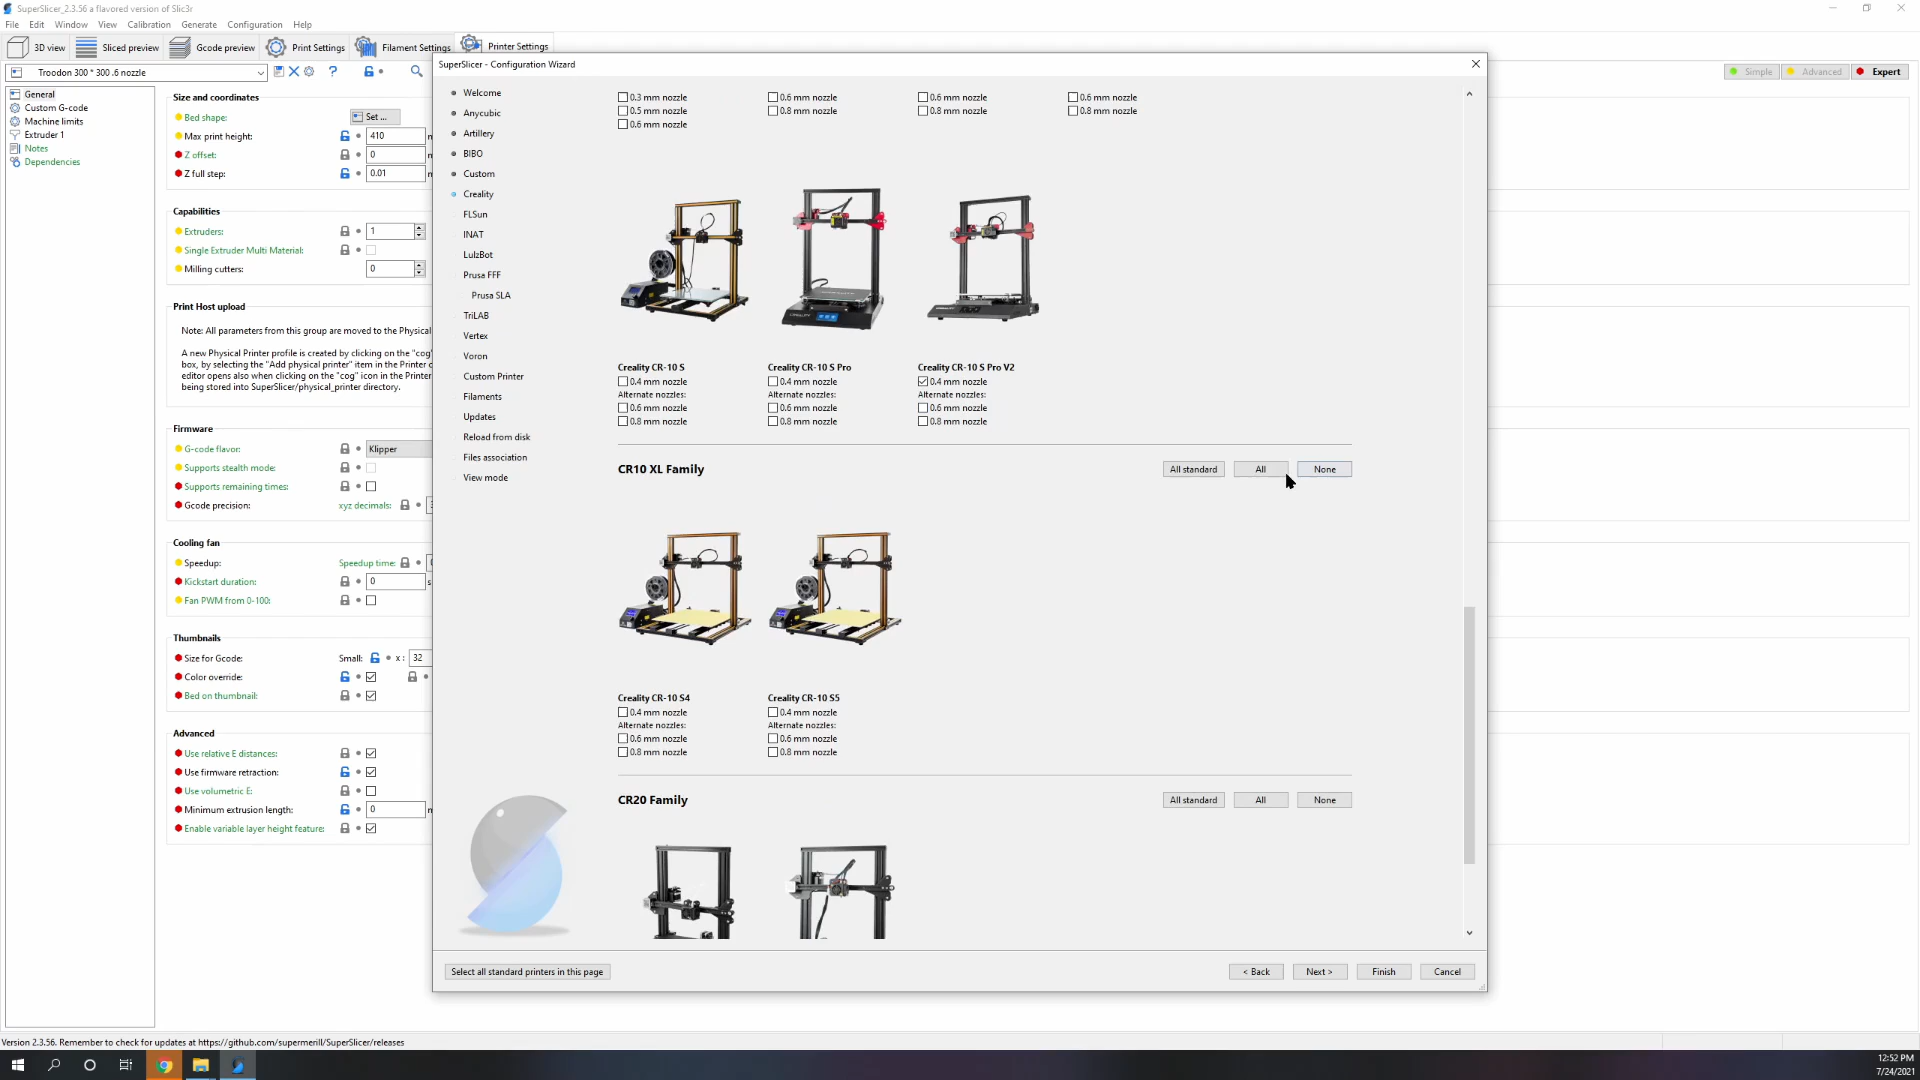 SuperSlicer_2.3.56 a flavored version of Slic3r
File Edit Window View Calibration Generate Configuration Help
3D view Sliced preview Gcode preview Print Settings Filament Settings Printer Settings
Troodon 300 * 300 .6 nozzle
Simple Advanced Expert
General
Custom G-code
Machine limits
Extruder 1
Notes
Dependencies
Size and coordinates
Bed shape: Set ...
Max print height: 410
Z offset: 0
Z full step: 0.01
Capabilities
Extruders: 1
Single Extruder Multi Material:
Milling cutters: 0
Print Host upload
Note: All parameters from this group are moved to the Physical
A new Physical Printer profile is created by clicking on the "cog"
box, by selecting the "Add physical printer" item in the Printer
editor opens also when clicking on the "cog" icon in the Printer
being stored into SuperSlicer/physical_printer directory.
Firmware
G-code flavor: Klipper
Supports stealth mode:
Supports remaining times:
Gcode precision: xyz decimals:
Cooling fan
Speedup: Speedup time:
Kickstart duration: 0 s
Fan PWM from 0-100:
Thumbnails
Size for Gcode: Small: x: 32
Color override:
Bed on thumbnail:
Advanced
Use relative E distances:
Use firmware retraction:
Use volumetric E:
Minimum extrusion length: 0
Enable variable layer height feature:
SuperSlicer - Configuration Wizard
Welcome
Anycubic
Artillery
BIBO
Custom
Creality
FLSun
INAT
LulzBot
Prusa FFF
Prusa SLA
TriLAB
Vertex
Voron
Custom Printer
Filaments
Updates
Reload from disk
Files association
View mode
0.3 mm nozzle 0.6 mm nozzle 0.6 mm nozzle 0.6 mm nozzle
0.5 mm nozzle 0.8 mm nozzle 0.8 mm nozzle 0.8 mm nozzle
0.6 mm nozzle
Creality CR-10 S Creality CR-10 S Pro Creality CR-10 S Pro V2
0.4 mm nozzle 0.4 mm nozzle 0.4 mm nozzle
Alternate nozzles: Alternate nozzles: Alternate nozzles:
0.6 mm nozzle 0.6 mm nozzle 0.6 mm nozzle
0.8 mm nozzle 0.8 mm nozzle 0.8 mm nozzle
CR10 XL Family All standard All None
Creality CR-10 S4 Creality CR-10 S5
0.4 mm nozzle 0.4 mm nozzle
Alternate nozzles: Alternate nozzles:
0.6 mm nozzle 0.6 mm nozzle
0.8 mm nozzle 0.8 mm nozzle
CR20 Family All standard All None
Select all standard printers in this page < Back Next > Finish Cancel
Version 2.3.56. Remember to check for updates at https://github.com/supermerill/SuperSlicer/releases
12:52 PM
7/24/2021